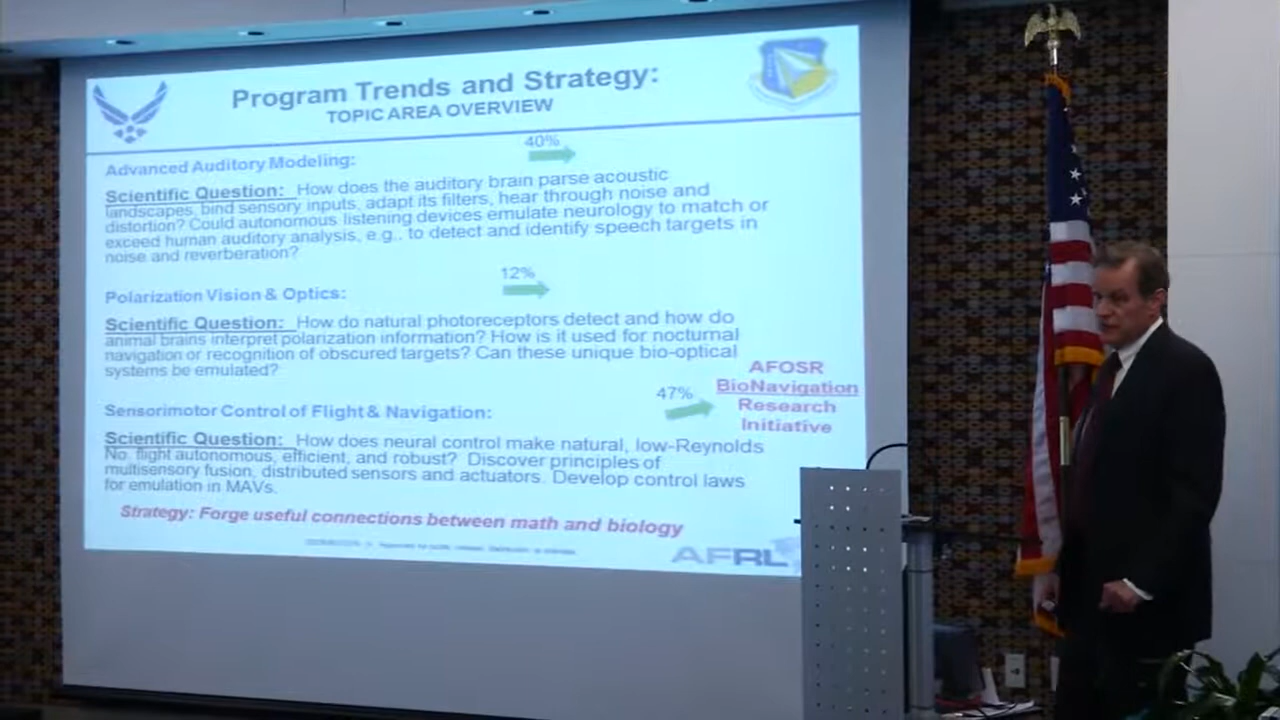 Program Trends and Strategy:
TOPIC AREA OVERVIEW
40%
Advanced Auditory Modeling:
Scientific Question: How does the auditory brain parse acoustic
landscapes, bind sensory inputs, adapt its filters, hear through noise and
distortion? Could autonomous listening devices emulate neurology to match or
exceed human auditory analysis, e.g., to detect and identify speech targets in
noise and reverberation?
12%
Polarization Vision & Optics:
Scientific Question: How do natural photoreceptors detect and how do
animal brains interpret polarization information? How is it used for nocturnal
navigation or recognition of obscured targets? Can these unique bio-optical
systems be emulated?
AFOSR
BioNavigation
Research
Initiative
47%
Sensorimotor Control of Flight & Navigation:
Scientific Question: How does neural control make natural, low-Reynolds
No. flight autonomous, efficient, and robust? Discover principles of
multisensory fusion, distributed sensors and actuators. Develop control laws
for emulation in MAVs.
Strategy: Forge useful connections between math and biology
AFRL